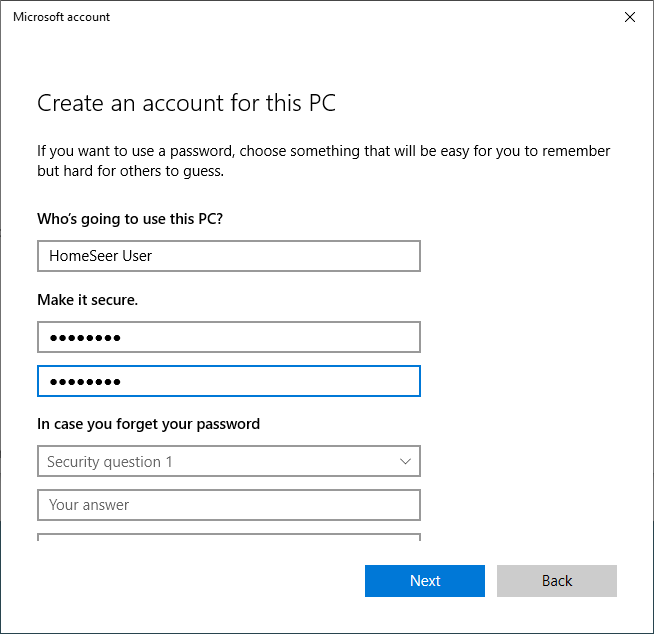 Microsoft account
Create an account for this PC
If you want to use a password, choose something that will be easy for you to remember
but hard for others to guess.
Who's going to use this PC?
HomeSeer User
Make it secure.
●●●●●●●●
●●●●●●●●
In case you forget your password
Security question 1
Your answer
Next
Back